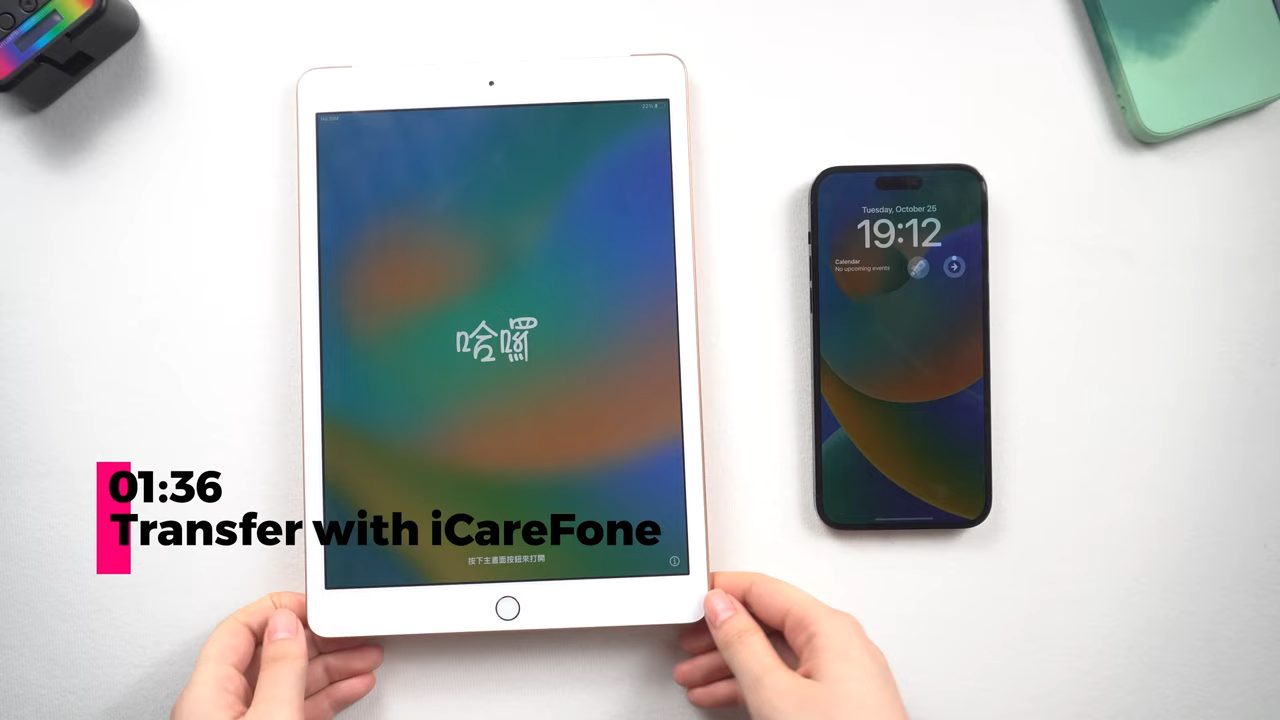 22%
哈囉
按下主畫面按鈕來打開
Tuesday, October 25
19:12
Calendar
No upcoming events
01:36
Transfer with iCareFone